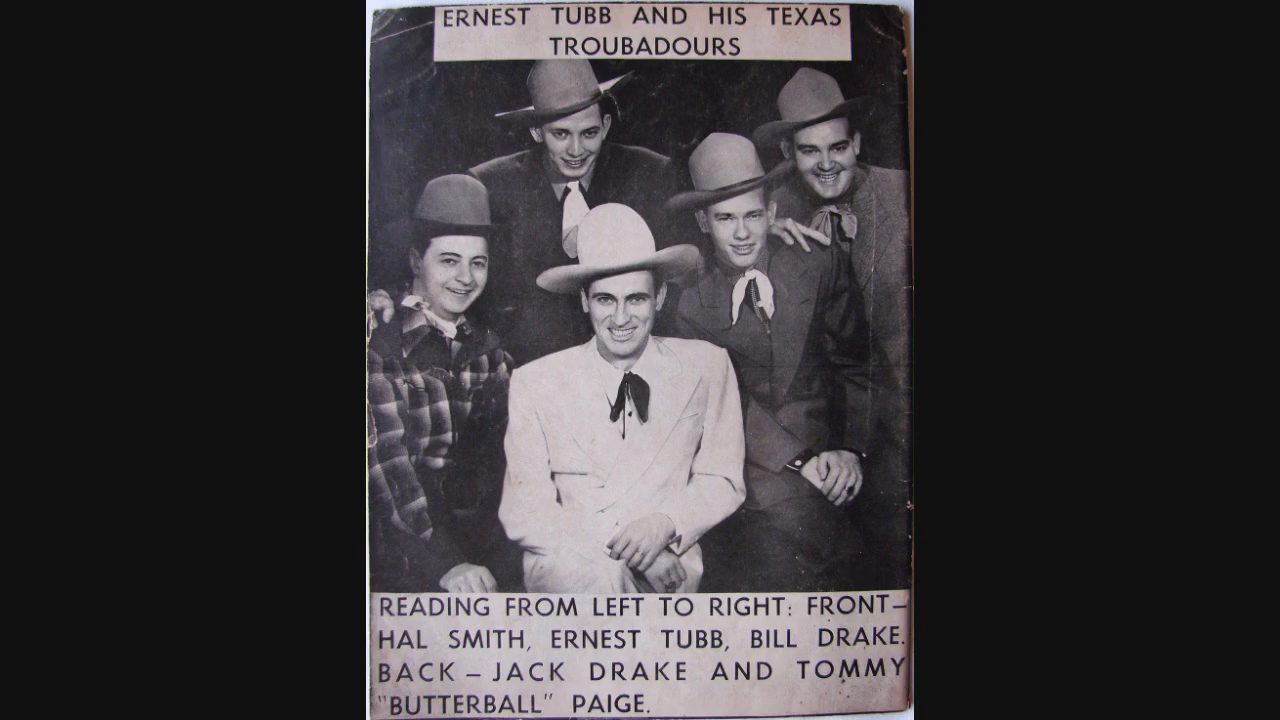 ERNEST TUBB AND HIS TEXAS
TROUBADOURS
READING FROM LEFT TO RIGHT: FRONT—
HAL SMITH, ERNEST TUBB, BILL DRAKE.
BACK — JACK DRAKE AND TOMMY
"BUTTERBALL" PAIGE.